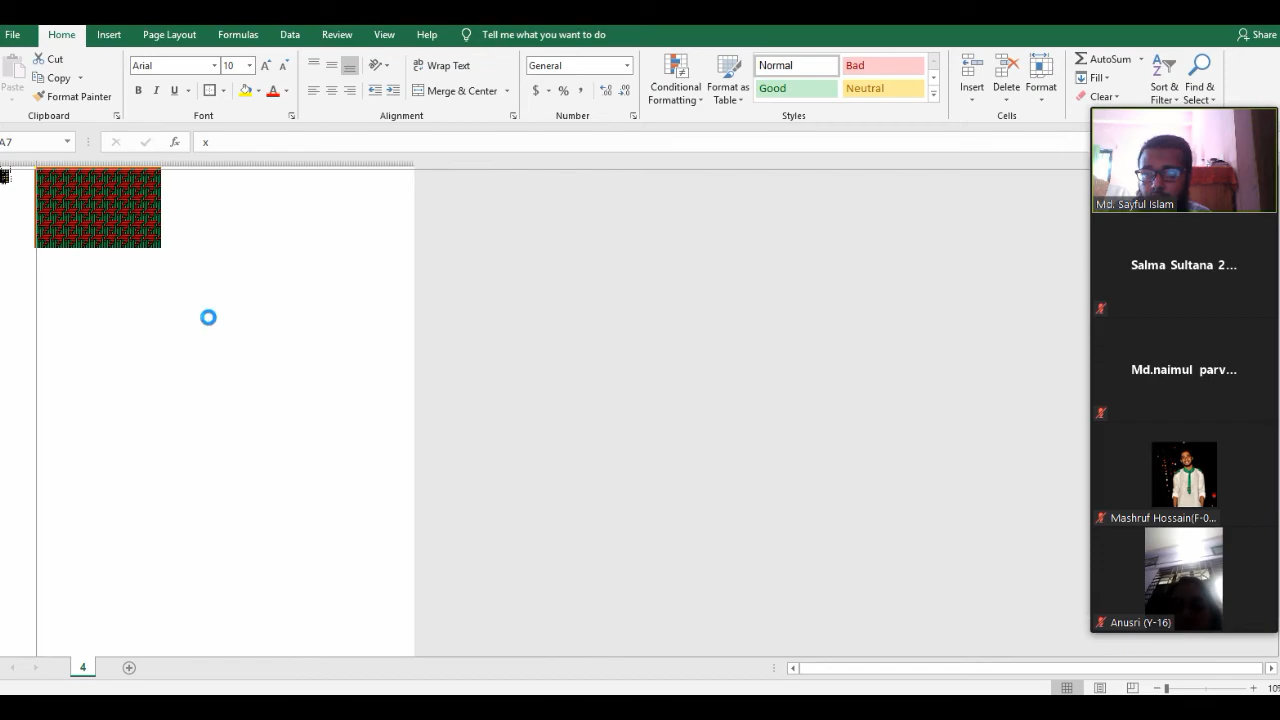 File Home Insert Page Layout Formulas Data Review View Help Tell me what you want to do Share
Cut
Copy
Format Painter
Paste
Clipboard
Arial 10 A A
B I U A
Font
Wrap Text
Merge & Center
Alignment
General
$ % ,
Number
Conditional Formatting
Format as Table
Normal Bad
Good Neutral
Styles
Insert Delete Format
Cells
AutoSum
Fill
Clear
Sort & Filter
Find & Select
A7 fx x
Md. Sayful Islam
Salma Sultana 2...
Md.naimul parv...
Mashruf Hossain(F-0...
Anusri (Y-16)
4
10%